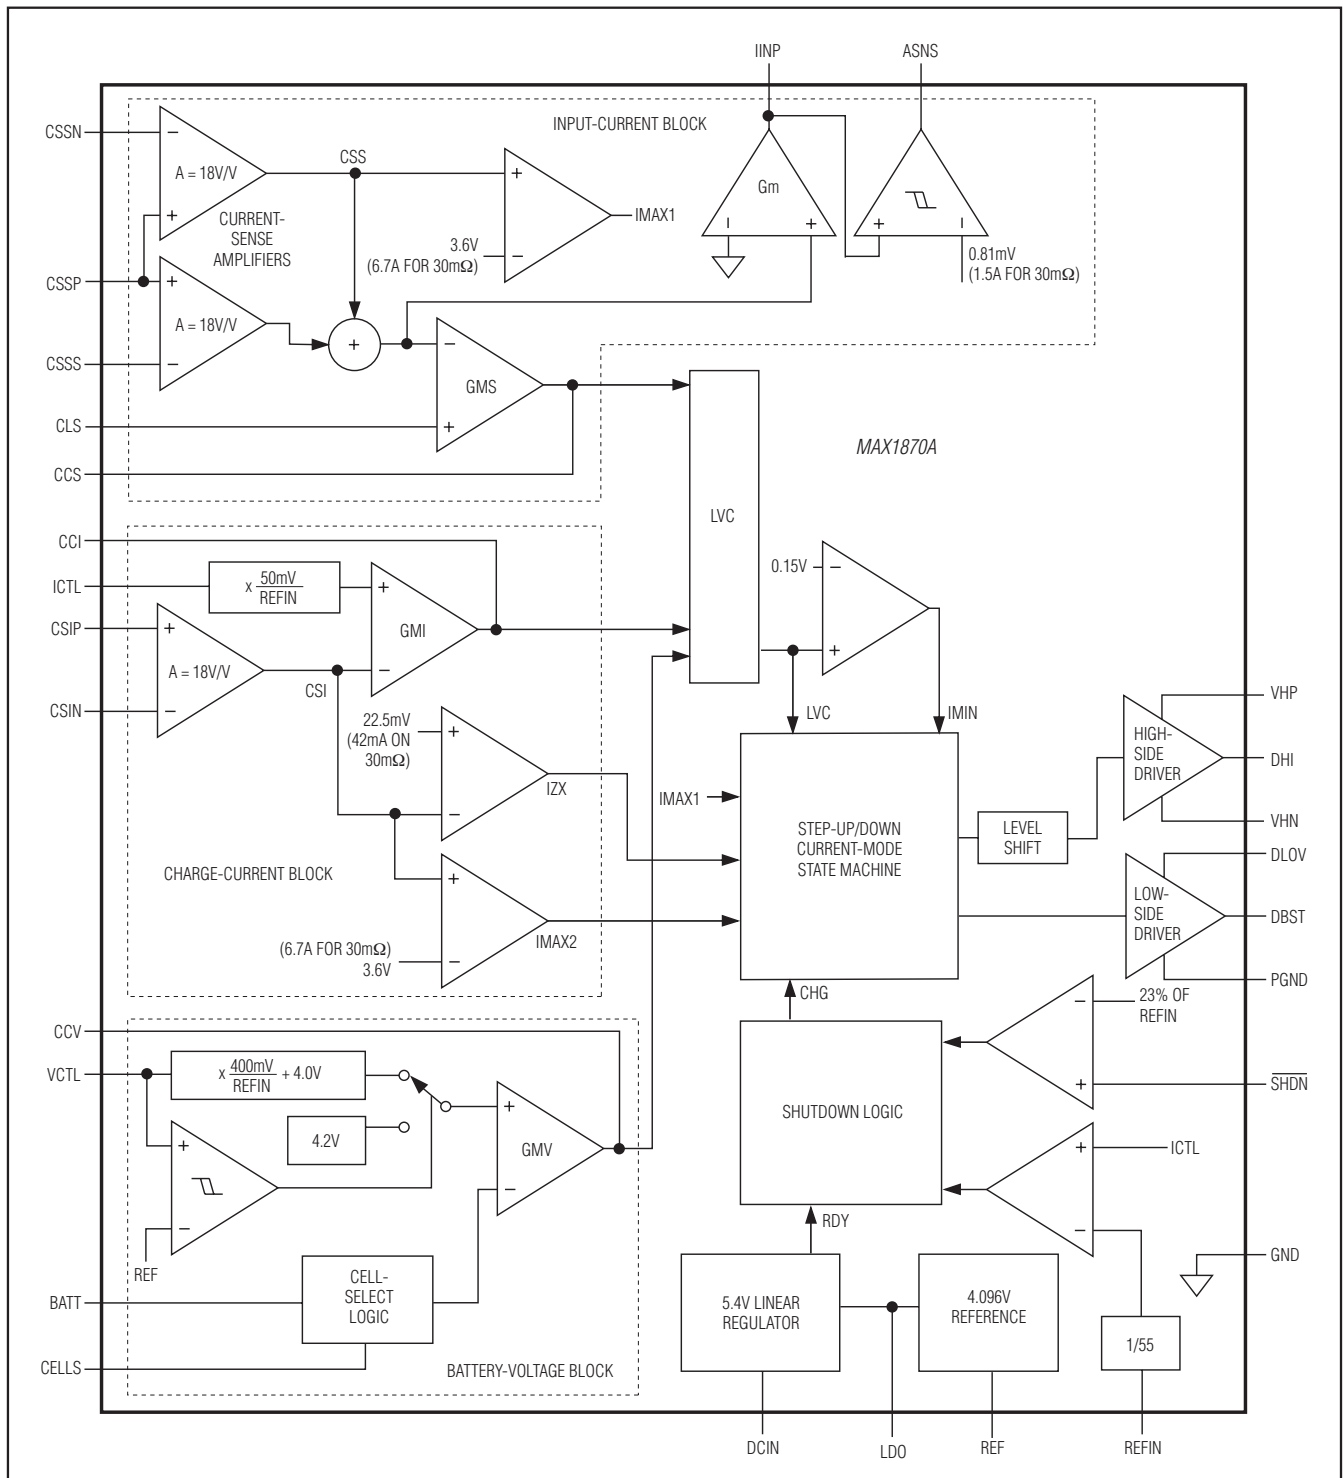 IINP
ASNS
CSSN
INPUT-CURRENT BLOCK
−
A = 18V/V
+
CSS
+
IMAX1
3.6V
(6.7A FOR 30mΩ)
−
Gm
−
+
+
−
0.81mV
(1.5A FOR 30mΩ)
CURRENT-
SENSE
AMPLIFIERS
CSSP
+
A = 18V/V
−
+
CSSS
−
GMS
+
CLS
CCS
MAX1870A
LVC
CCI
ICTL
x 50mV
REFIN
+
GMI
−
CSIP
+
A = 18V/V
−
CSI
CSIN
0.15V
−
+
LVC
IMIN
22.5mV
(42mA ON
30mΩ)
+
−
IZX
IMAX1
STEP-UP/DOWN
CURRENT-MODE
STATE MACHINE
LEVEL
SHIFT
HIGH-
SIDE
DRIVER
VHP
DHI
VHN
DLOV
LOW-
SIDE
DRIVER
DBST
PGND
CHARGE-CURRENT BLOCK
+
IMAX2
(6.7A FOR 30mΩ)
3.6V
−
CHG
−
23% OF
REFIN
+
SHDN
CCV
VCTL
x 400mV
REFIN
+ 4.0V
4.2V
+
GMV
−
+
−
REF
SHUTDOWN LOGIC
+
ICTL
−
RDY
GND
BATT
CELL-
SELECT
LOGIC
CELLS
BATTERY-VOLTAGE BLOCK
5.4V LINEAR
REGULATOR
4.096V
REFERENCE
1/55
DCIN
LDO
REF
REFIN